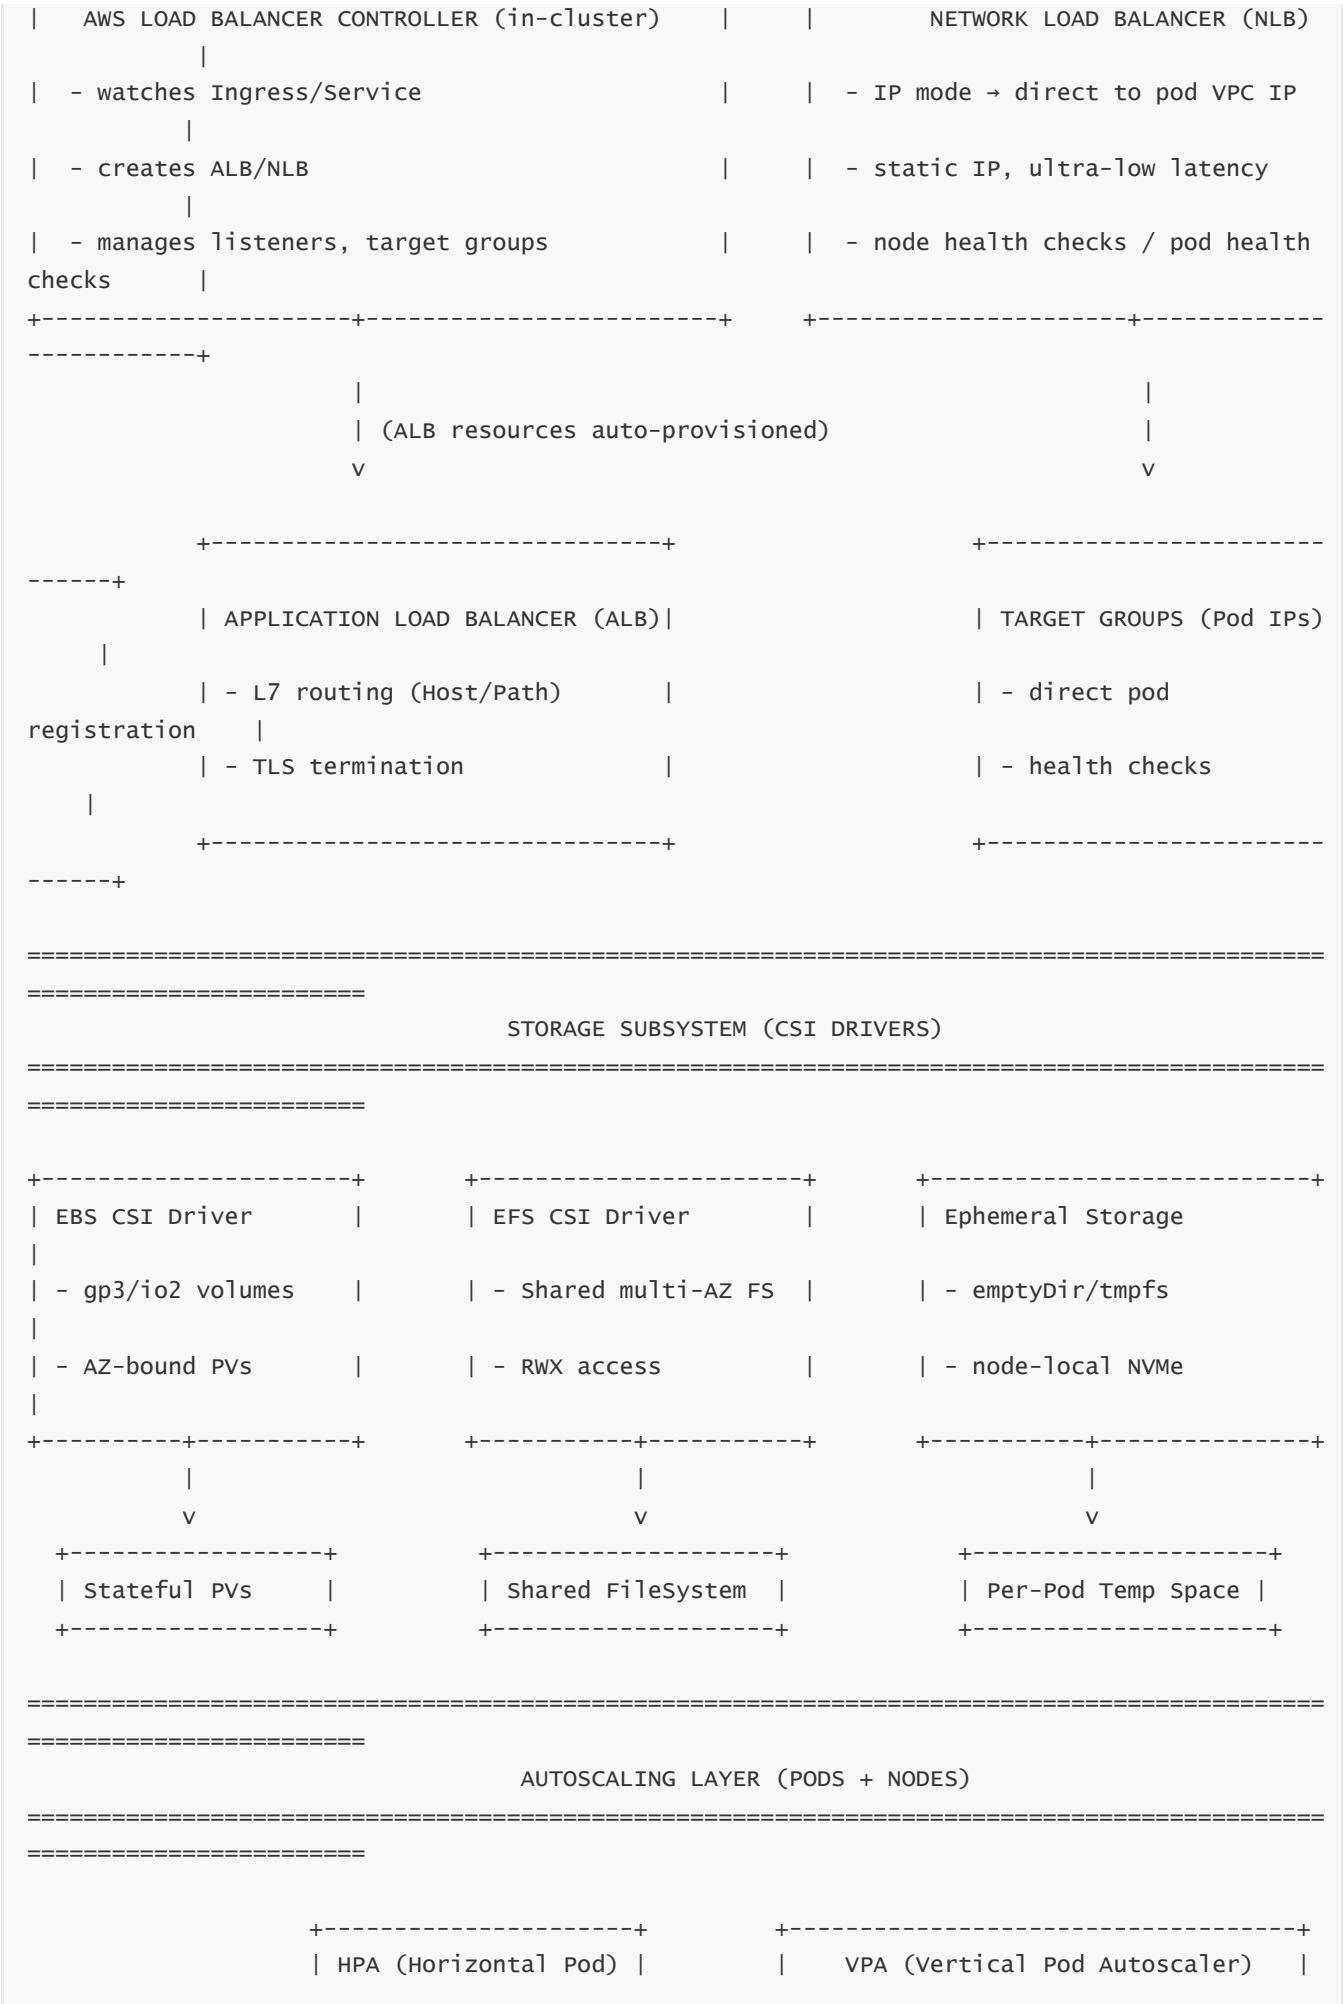 |   AWS LOAD BALANCER CONTROLLER (in-cluster)    |     |        NETWORK LOAD BALANCER (NLB)
            |
|  - watches Ingress/Service                     |     |  - IP mode → direct to pod VPC IP
           |
|  - creates ALB/NLB                             |     |  - static IP, ultra-low latency
           |
|  - manages listeners, target groups            |     |  - node health checks / pod health
checks      |
+----------------------+-------------------------+     +----------------------+-------------
------------+
                       |                                                       |
                       | (ALB resources auto-provisioned)                      |
                       v                                                       v
            +--------------------------------+                     +------------------------
------+
            | APPLICATION LOAD BALANCER (ALB)|                     | TARGET GROUPS (Pod IPs)
     |
            | - L7 routing (Host/Path)       |                     | - direct pod
registration    |
            | - TLS termination              |                     | - health checks
    |
            +--------------------------------+                     +------------------------
------+
============================================================================================
========================
                                  STORAGE SUBSYSTEM (CSI DRIVERS)
============================================================================================
========================
+----------------------+       +-----------------------+       +---------------------------+
| EBS CSI Driver       |       | EFS CSI Driver        |       | Ephemeral Storage
|
| - gp3/io2 volumes    |       | - Shared multi-AZ FS  |       | - emptyDir/tmpfs
|
| - AZ-bound PVs       |       | - RWX access          |       | - node-local NVMe
|
+----------+-----------+       +-----------+-----------+       +-----------+---------------+
           |                               |                               |
           v                               v                               v
  +------------------+          +--------------------+            +---------------------+
  | Stateful PVs     |          | Shared FileSystem  |            | Per-Pod Temp Space |
  +------------------+          +--------------------+            +---------------------+
============================================================================================
========================
                                   AUTOSCALING LAYER (PODS + NODES)
============================================================================================
========================
                    +----------------------+         +------------------------------------+
                    | HPA (Horizontal Pod) |         |    VPA (Vertical Pod Autoscaler)   |